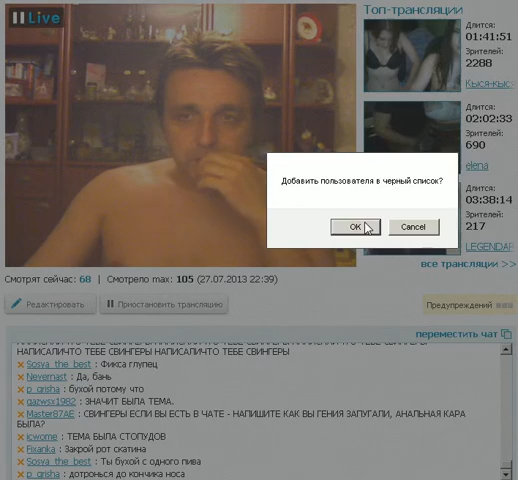 Live
Топ-трансляции
Длится:
01:41:51
Зрителей:
2288
Кыся-кыс:
Длится:
02:02:33
Зрителей:
690
elena
Длится:
03:38:14
Зрителей:
217
LEGENDAR
все трансляции >>
Добавить пользователя в черный список?
OK
Cancel
Смотрят сейчас: 68 | Смотрело max: 105 (27.07.2013 22:39)
Редактировать
Приостановить трансляцию
Предупреждений
переместить чат
НАПИСАЛИЧТО ТЕБЕ СВИНГЕРЫ НАПИСАЛИЧТО ТЕБЕ СВИНГЕРЫ
Sosya_the_best : Фикса глупец
Nevernast : Да, бань
p_grisha : бухой потому что
qazwsx1982 : ЗНАЧИТ БЫЛА ТЕМА.
Master87AE : СВИНГЕРЫ ЕСЛИ ВЫ ЕСТЬ В ЧАТЕ - НАПИШИТЕ КАК ВЫ ГЕНИЯ ЗАПУГАЛИ, АНАЛЬНАЯ КАРА
БЫЛА?
icwome : ТЕМА БЫЛА СТОПУДОВ
Fixanka : Закрой рот скатина
Sosya_the_best : Ты бухой с одного пива
p_grisha : дотронься до кончика носа